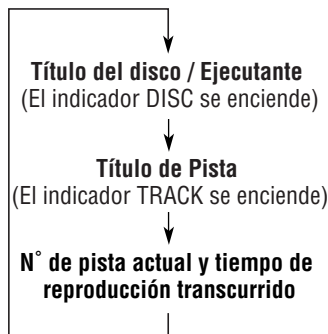 Título del disco / Ejecutante
(El indicador DISC se enciende)
Título de Pista
(El indicador TRACK se enciende)
N° de pista actual y tiempo de
reproducción transcurrido